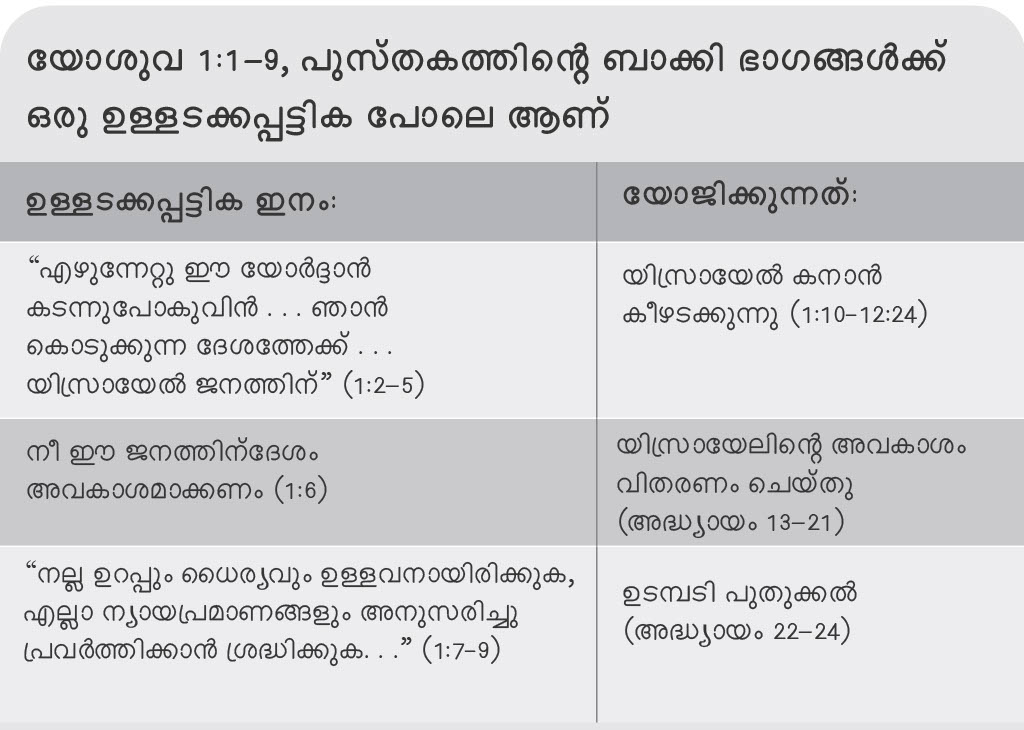 യോശുവ 1:1–9, പുസ്തകത്തിന്റെ ബാക്കി ഭാഗങ്ങൾക്ക്
ഒരു ഉള്ളടക്കപ്പട്ടിക പോലെ ആണ്
ഉള്ളടക്കപ്പട്ടിക ഇനം:
യോജിക്കുന്നത്:
“എഴുന്നേറ്റു ഈ യോർദ്ദാൻ
കടന്നുപോകുവിൻ . . . ഞാൻ
കൊടുക്കുന്ന ദേശത്തേക്ക് . . .
യിസ്രായേൽ ജനത്തിന്” (1:2–5)
യിസ്രായേൽ കനാൻ
കീഴടക്കുന്നു (1:10–12:24)
നീ ഈ ജനത്തിന്ദേശം
അവകാശമാക്കണം (1:6)
യിസ്രായേലിന്റെ അവകാശം
വിതരണം ചെയ്തു
(അദ്ധ്യായം 13–21)
“നല്ല ഉറപ്പും ധൈര്യവും ഉള്ളവനായിരിക്കുക,
എല്ലാ ന്യായപ്രമാണങ്ങളും അനുസരിച്ചു
പ്രവർത്തിക്കാൻ ശ്രദ്ധിക്കുക. . .” (1:7–9)
ഉടമ്പടി പുതുക്കൽ
(അദ്ധ്യായം 22–24)